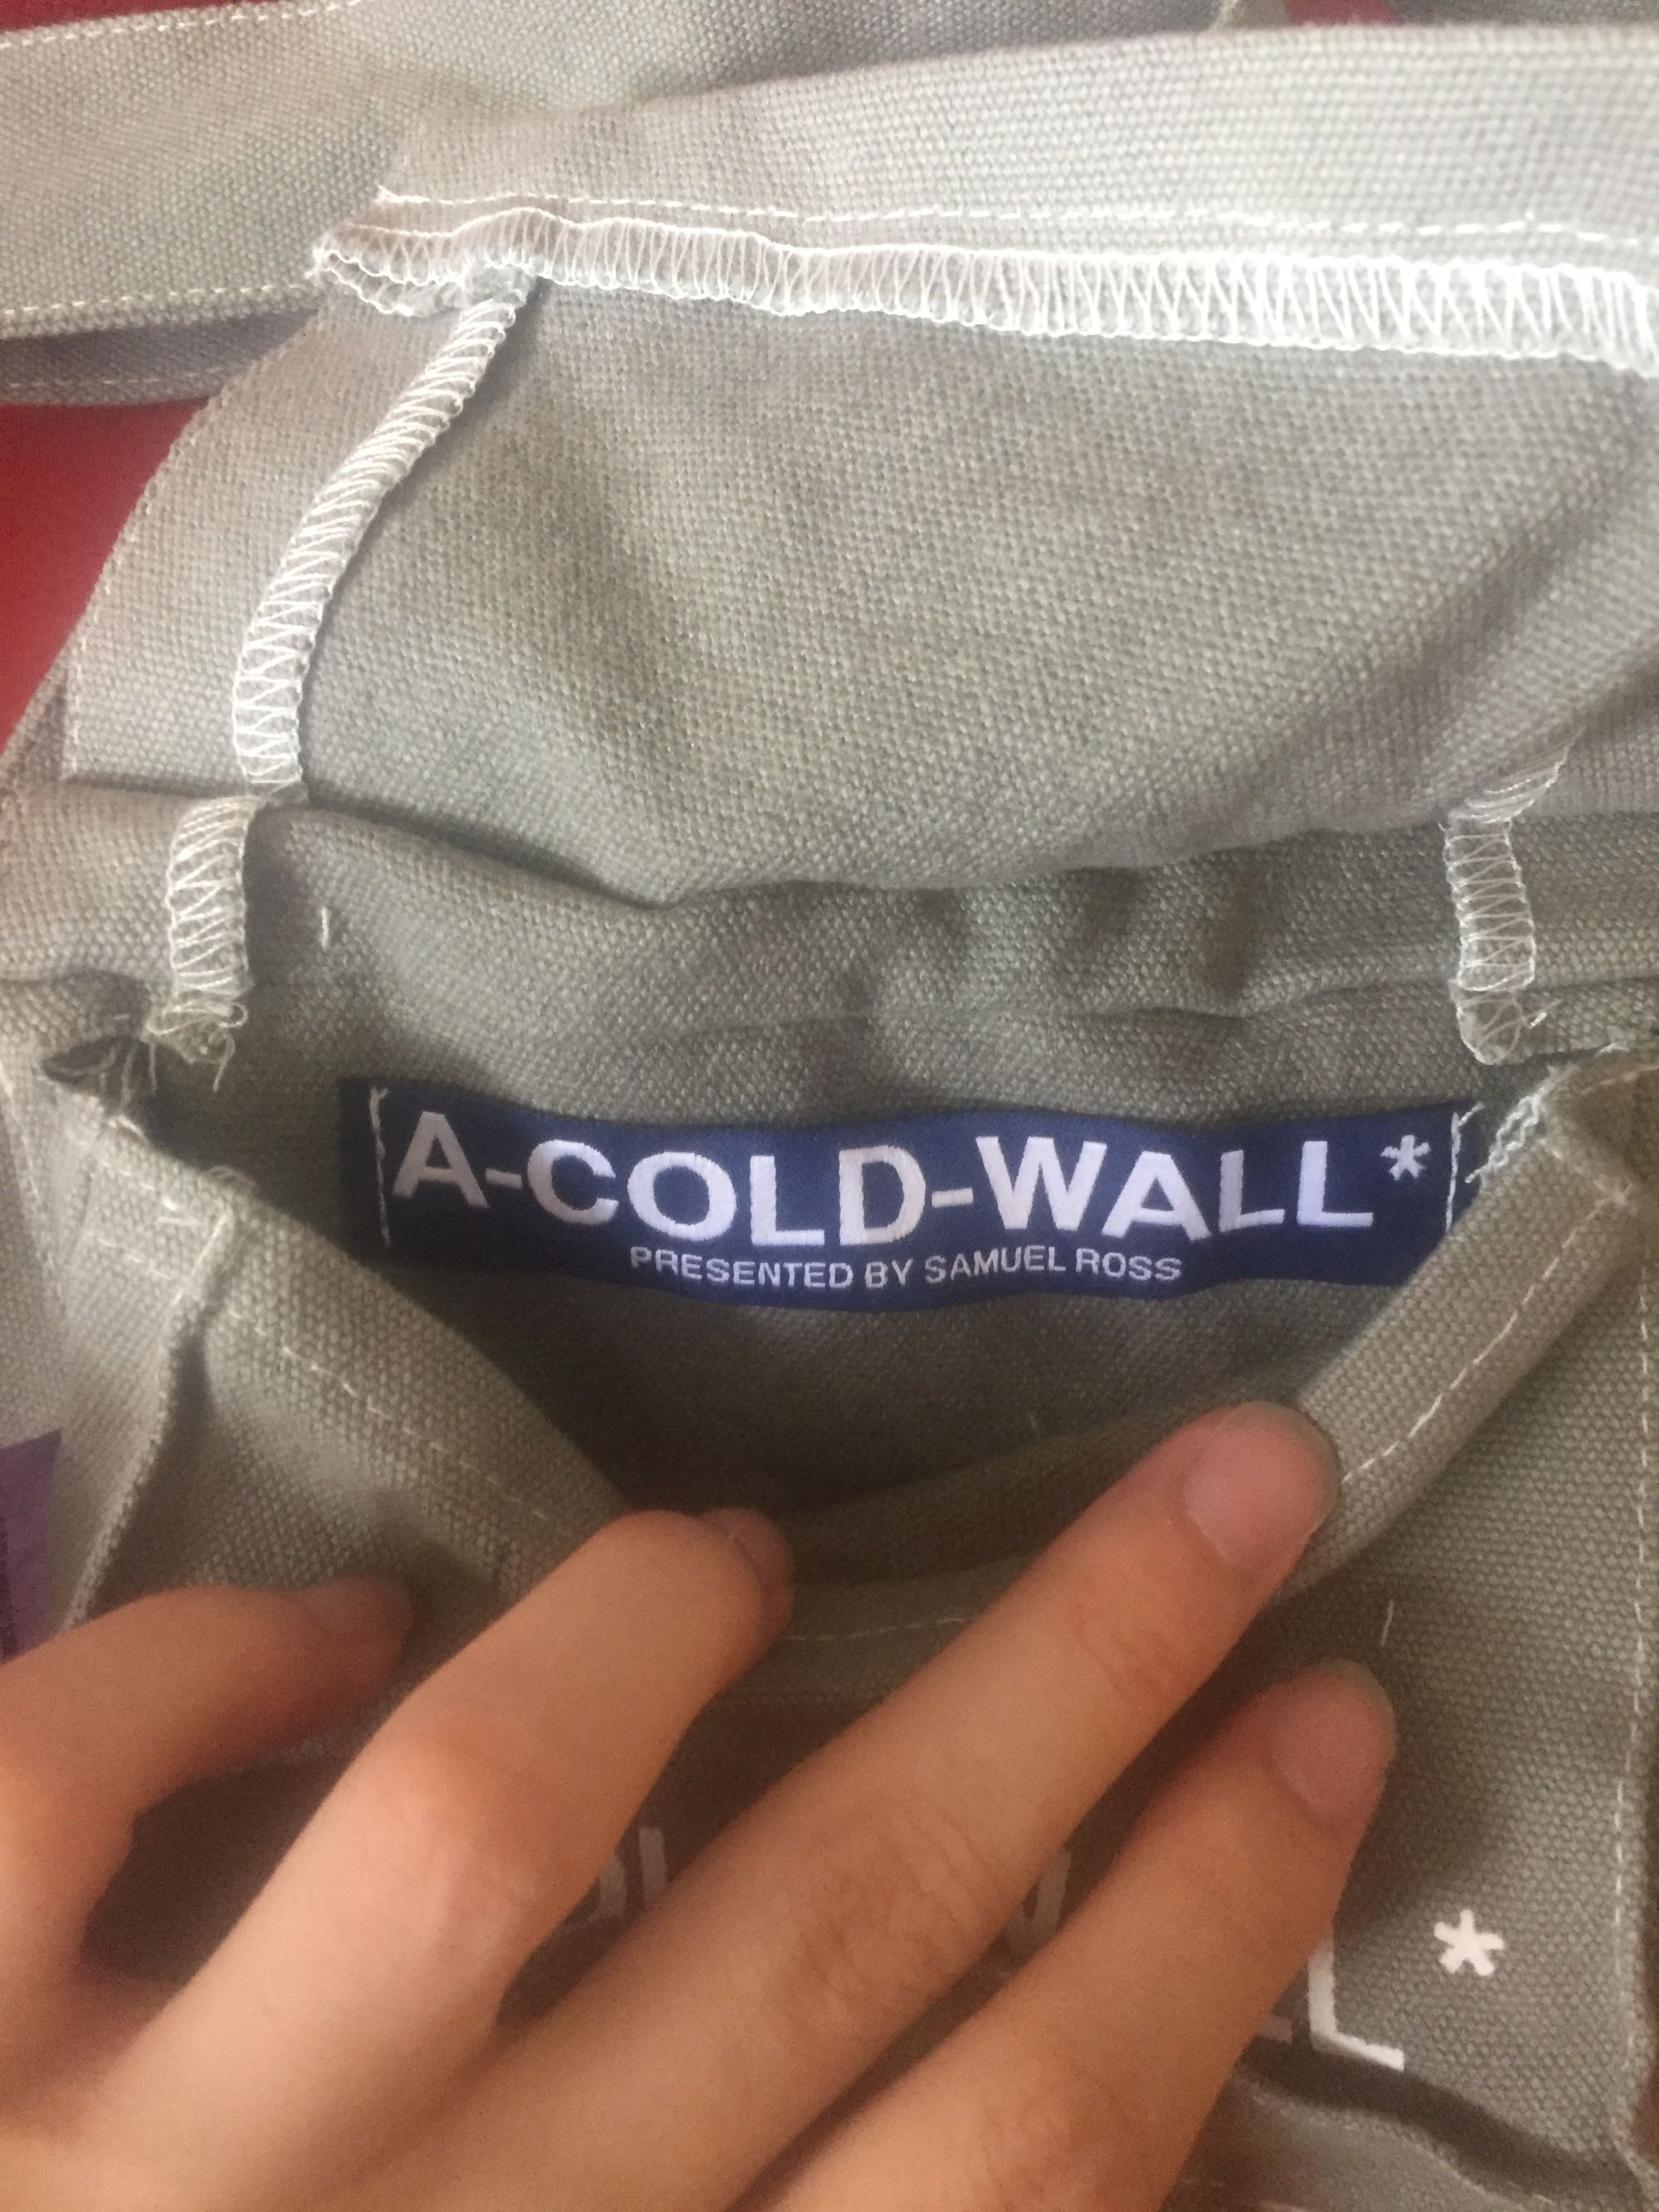 A-COLD-WALL*
PRESENTED BY SAMUEL ROSS
L*